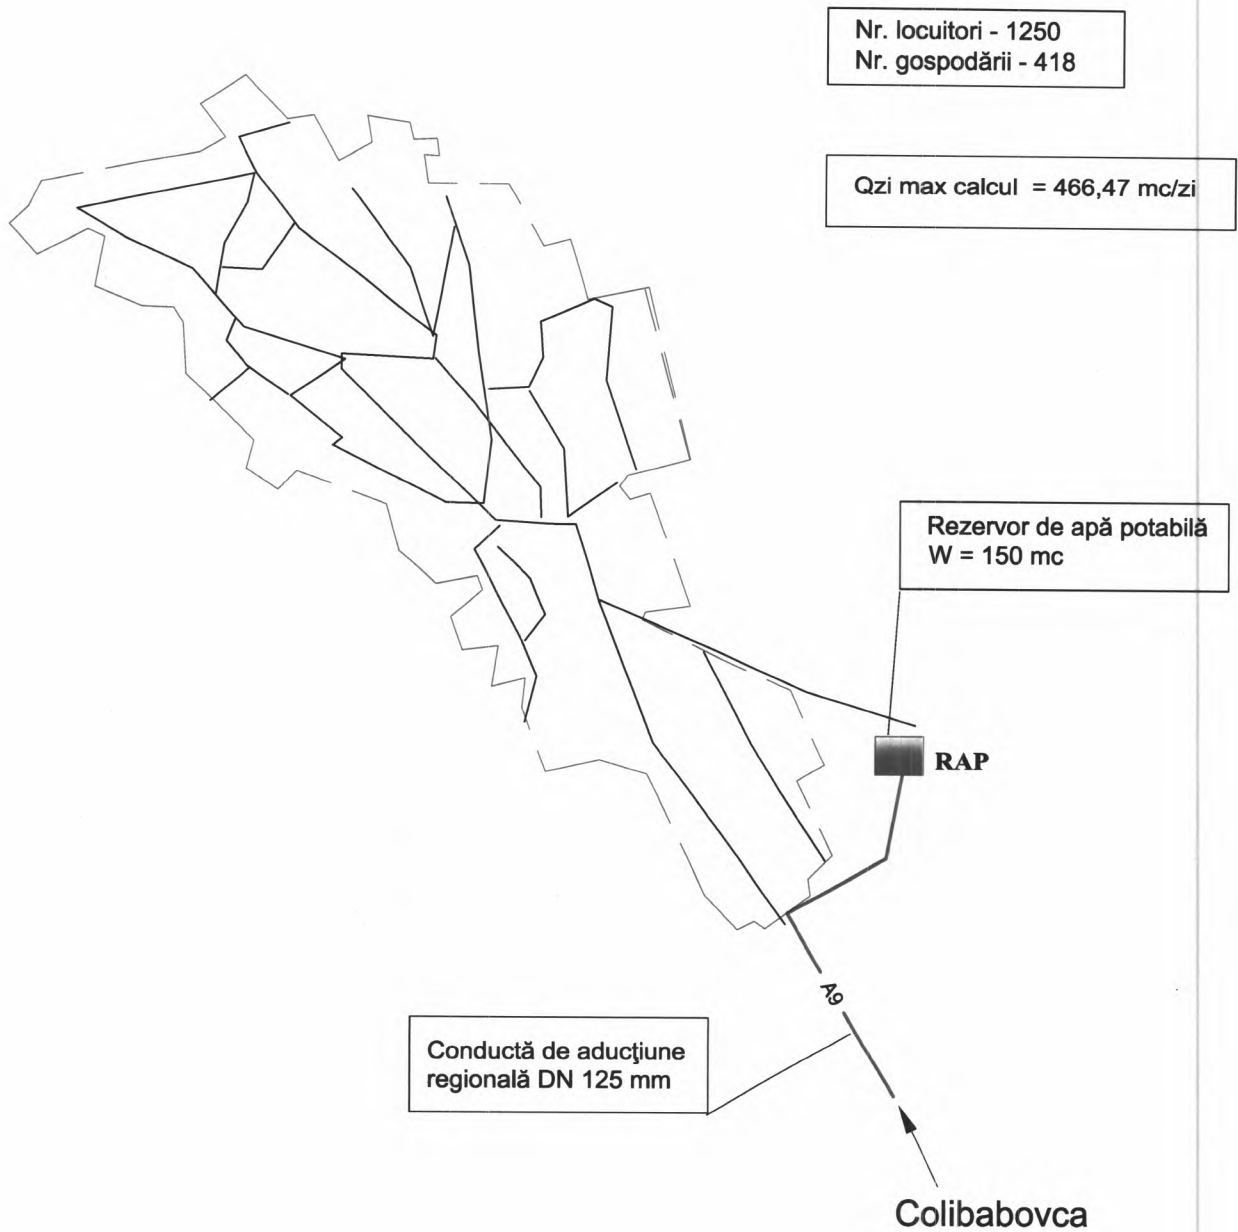 Nr. locuitori - 1250
Nr. gospodării - 418
Qzi max calcul = 466,47 mc/zi
Rezervor de apă potabilă
W = 150 mc
RAP
A9
Conductă de aducţiune
regională DN 125 mm
Colibabovca